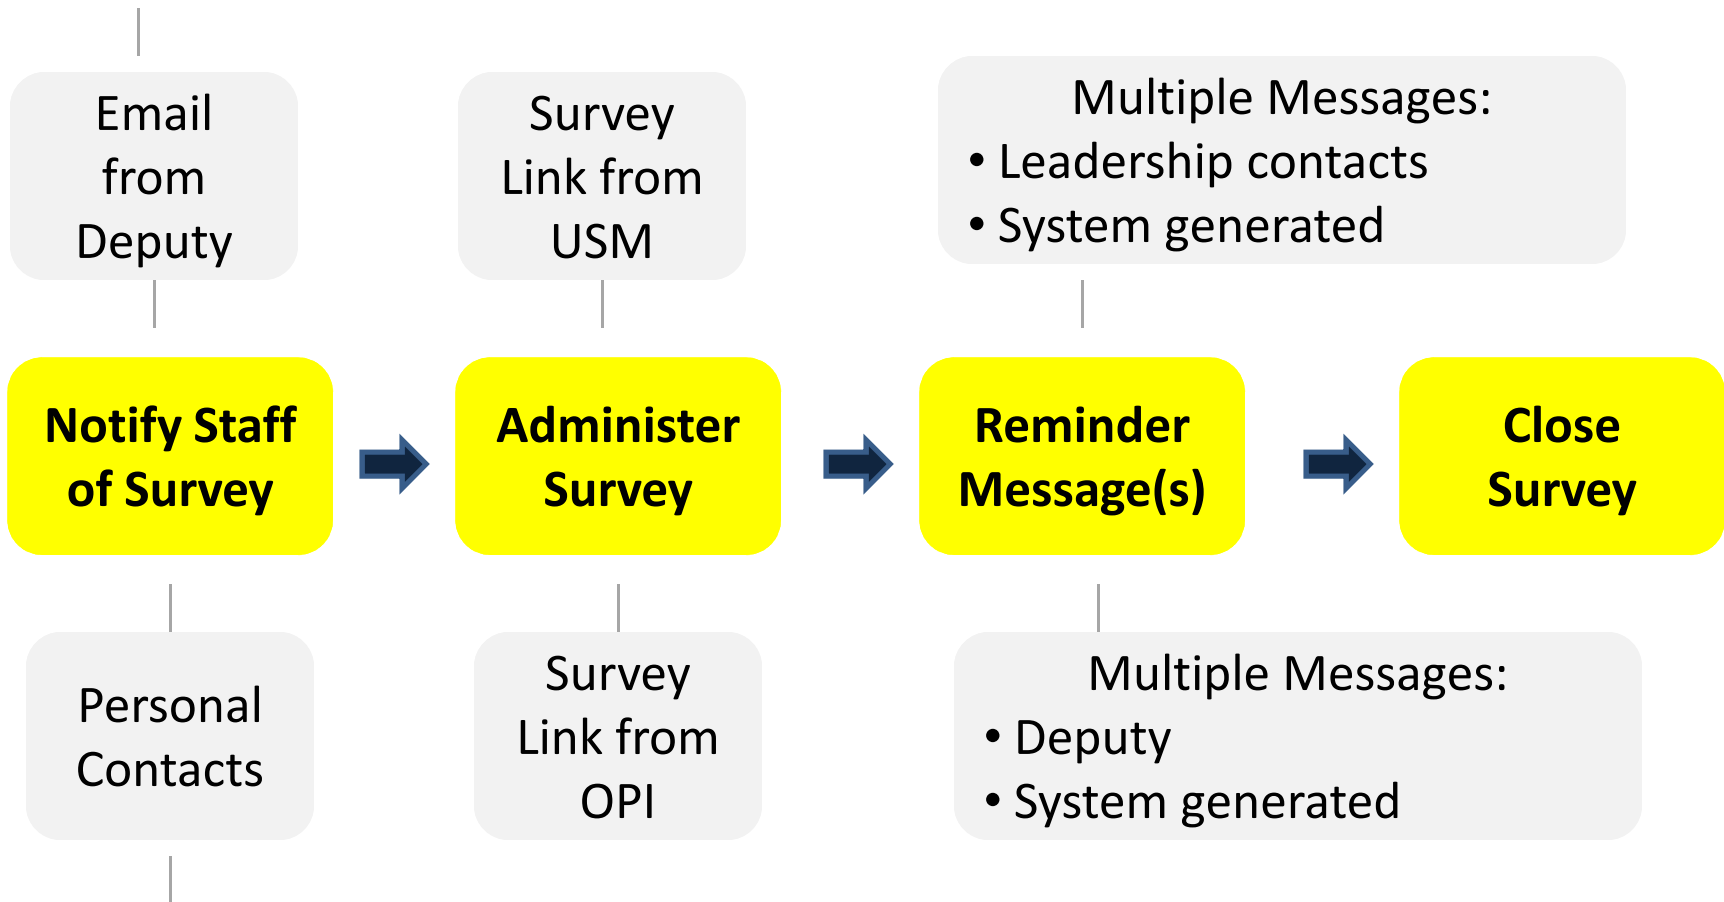 Email
from
Deputy
Survey
Link from
USM
Multiple Messages:
• Leadership contacts
• System generated
Notify Staff
of Survey
Administer
Survey
Reminder
Message(s)
Close
Survey
Personal
Contacts
Survey
Link from
OPI
Multiple Messages:
• Deputy
• System generated